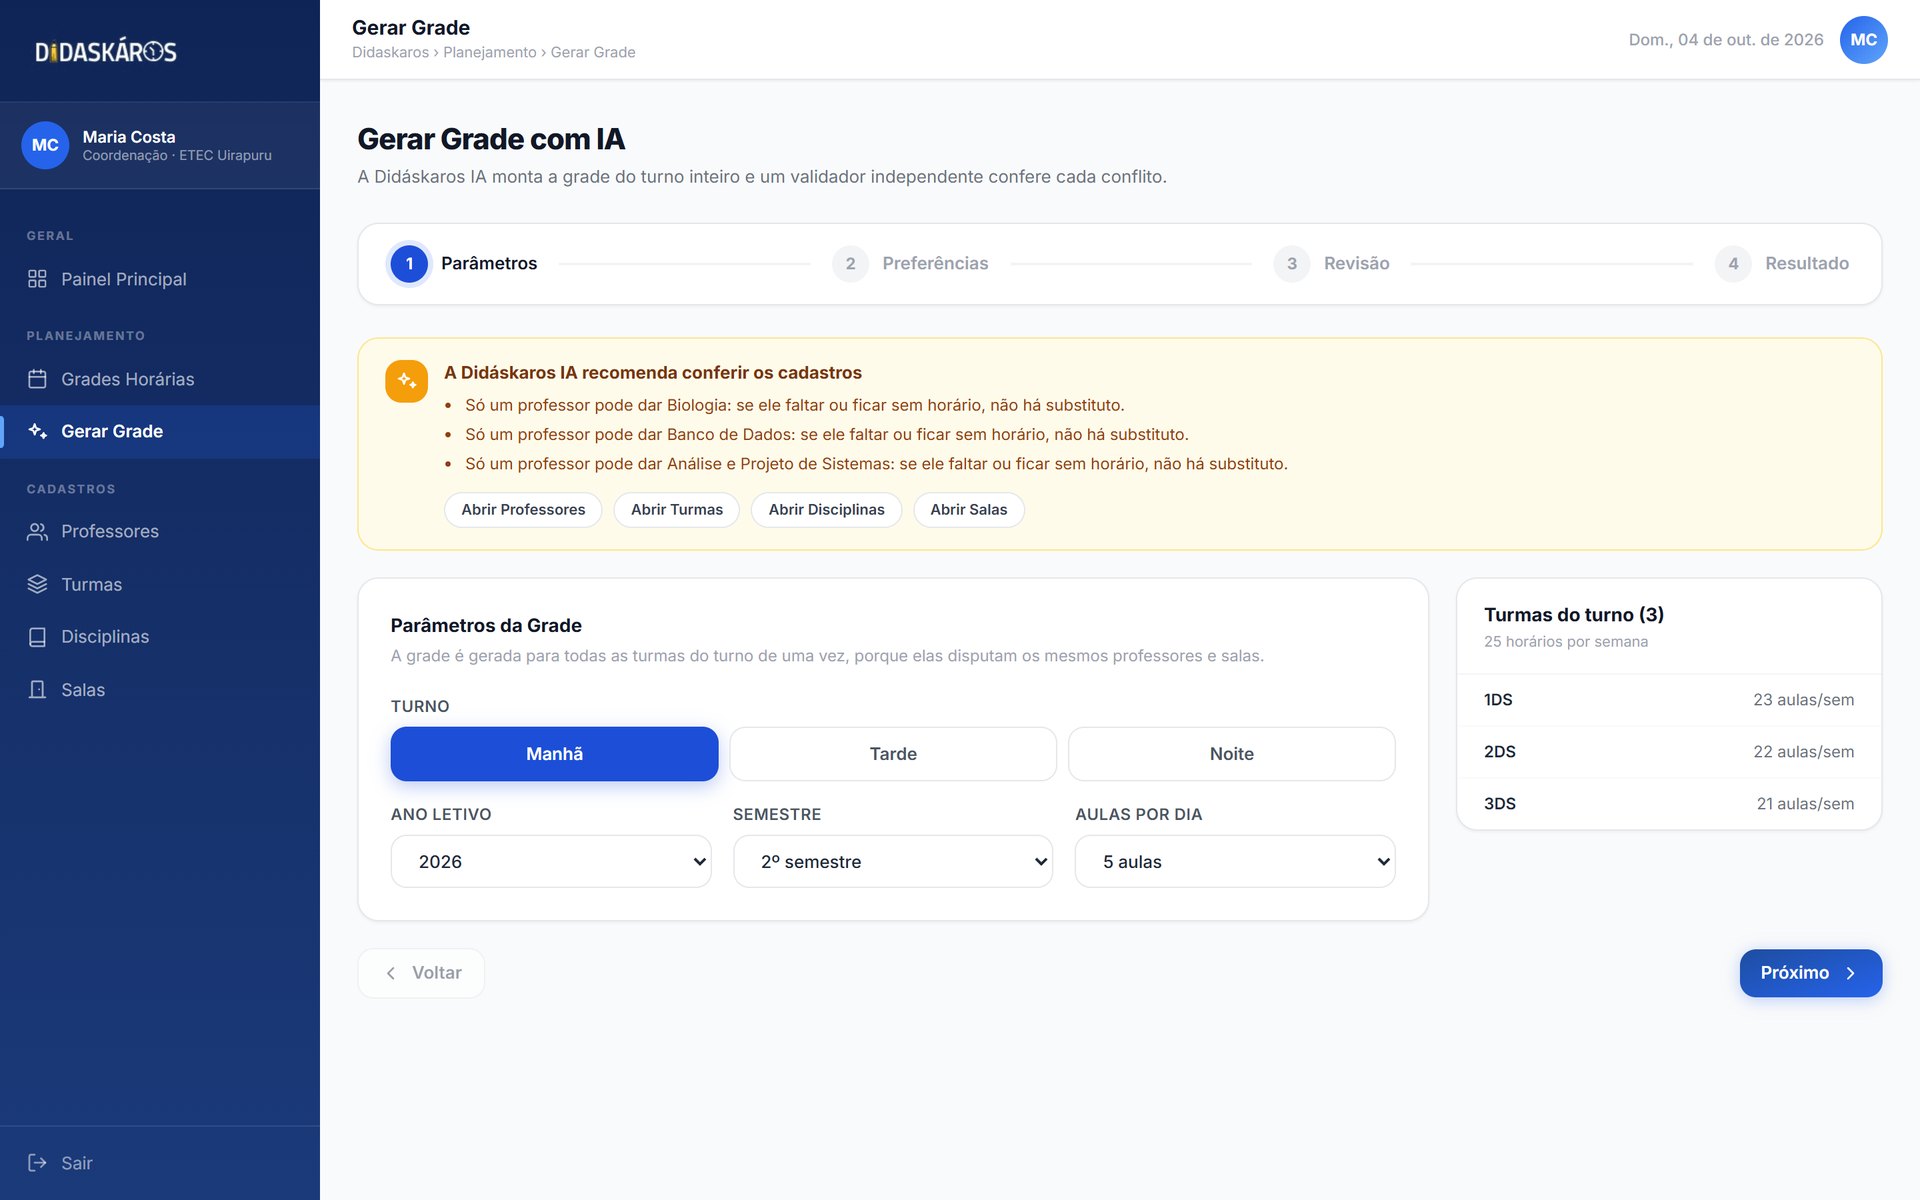 DiDASKÁROS
MC
Maria Costa
Coordenação · ETEC Uirapuru
GERAL
Painel Principal
PLANEJAMENTO
Grades Horárias
Gerar Grade
CADASTROS
Professores
Turmas
Disciplinas
Salas
Sair
Gerar Grade
Didaskaros › Planejamento › Gerar Grade
Dom., 04 de out. de 2026
MC
Gerar Grade com IA
A Didáskaros IA monta a grade do turno inteiro e um validador independente confere cada conflito.
1 Parâmetros
2 Preferências
3 Revisão
4 Resultado
A Didáskaros IA recomenda conferir os cadastros
• Só um professor pode dar Biologia: se ele faltar ou ficar sem horário, não há substituto.
• Só um professor pode dar Banco de Dados: se ele faltar ou ficar sem horário, não há substituto.
• Só um professor pode dar Análise e Projeto de Sistemas: se ele faltar ou ficar sem horário, não há substituto.
Abrir Professores
Abrir Turmas
Abrir Disciplinas
Abrir Salas
Parâmetros da Grade
A grade é gerada para todas as turmas do turno de uma vez, porque elas disputam os mesmos professores e salas.
TURNO
Manhã
Tarde
Noite
ANO LETIVO
2026
SEMESTRE
2º semestre
AULAS POR DIA
5 aulas
Turmas do turno (3)
25 horários por semana
1DS 23 aulas/sem
2DS 22 aulas/sem
3DS 21 aulas/sem
Voltar
Próximo